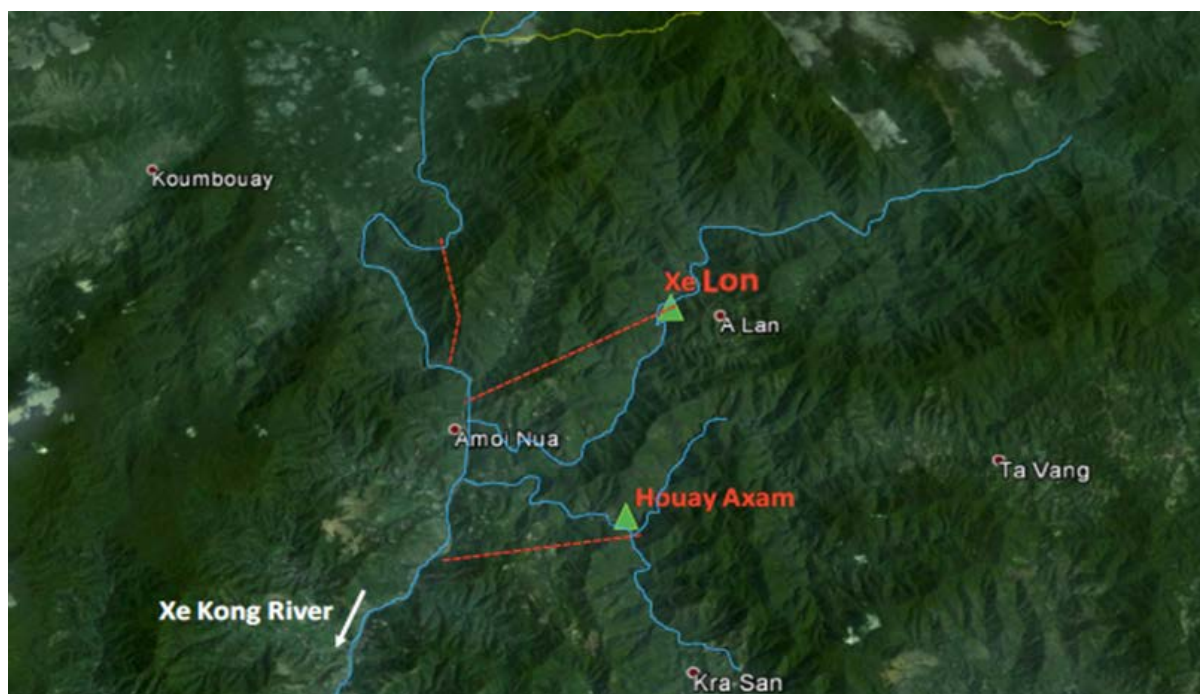 Koumbouay
Xe Lon
A Lan
Amoi Nua
Ta Vang
Houay Axam
Xe Kong River
Kra San